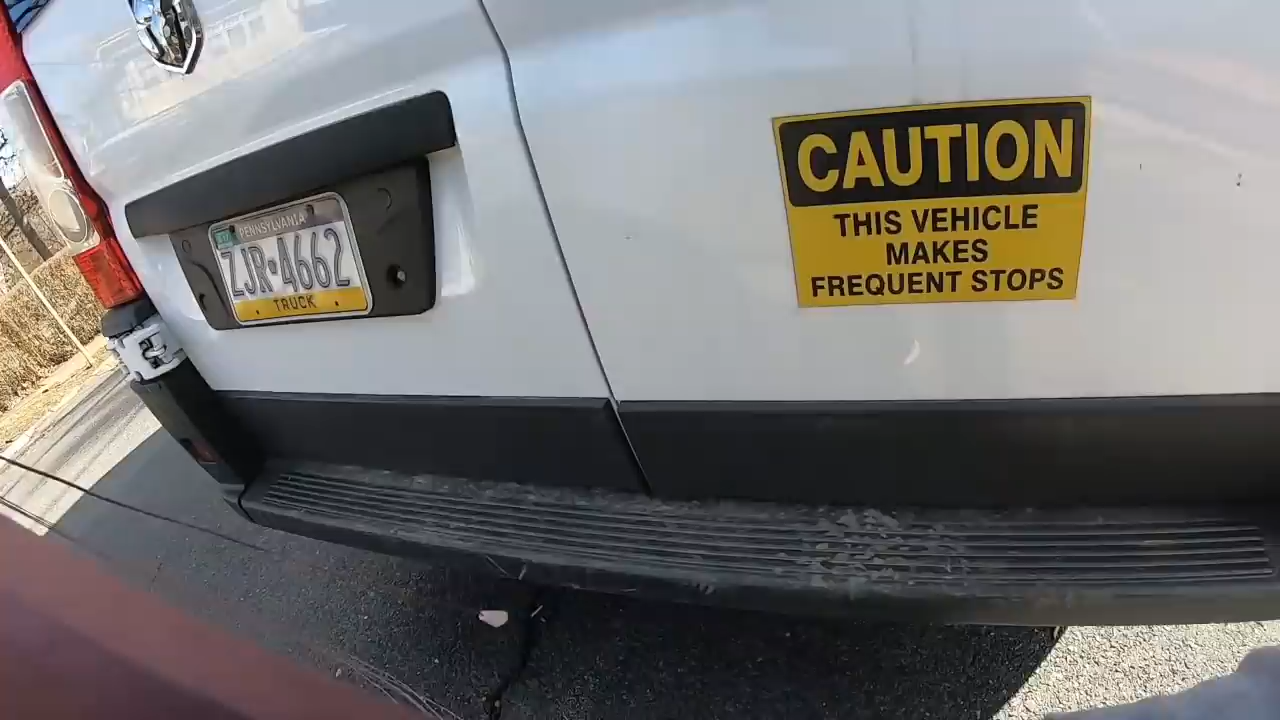 PENNSYLVANIA
ZJR-4662
TRUCK
CAUTION
THIS VEHICLE
MAKES
FREQUENT STOPS